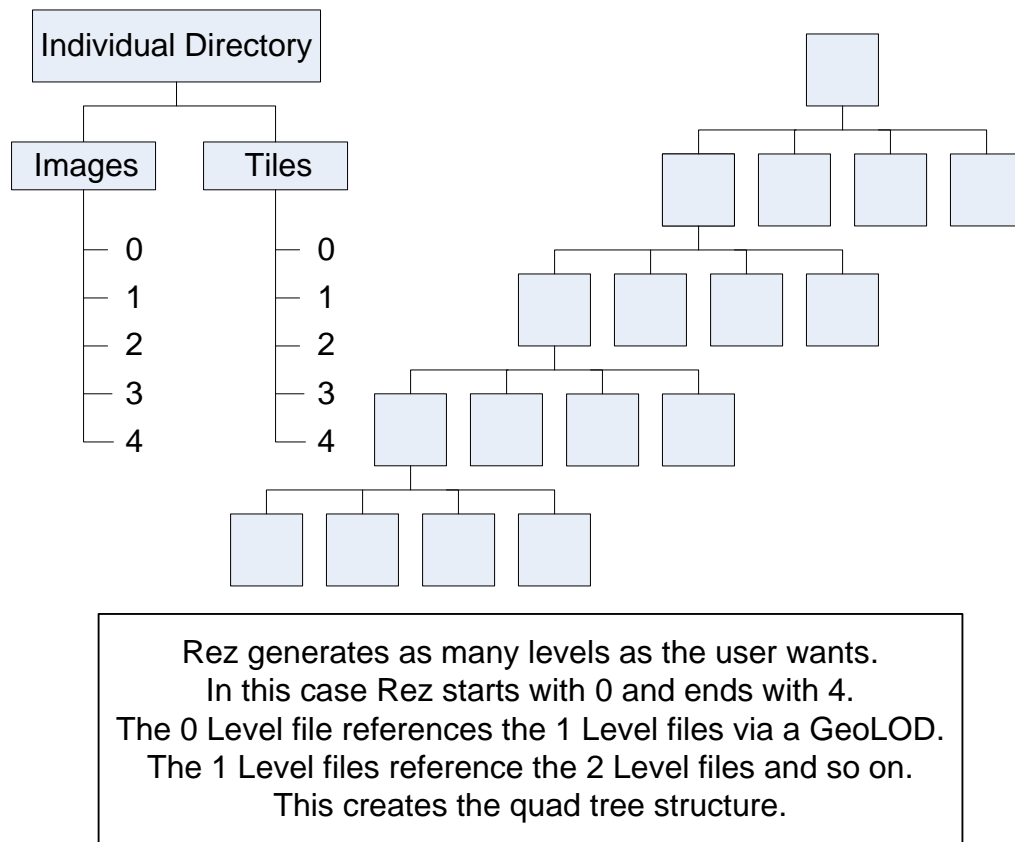 Individual Directory
Images
0
1
2
3
4
Tiles
0
1
2
3
4
Rez generates as many levels as the user wants.
In this case Rez starts with 0 and ends with 4.
The 0 Level file references the 1 Level files via a GeoLOD.
The 1 Level files reference the 2 Level files and so on.
This creates the quad tree structure.